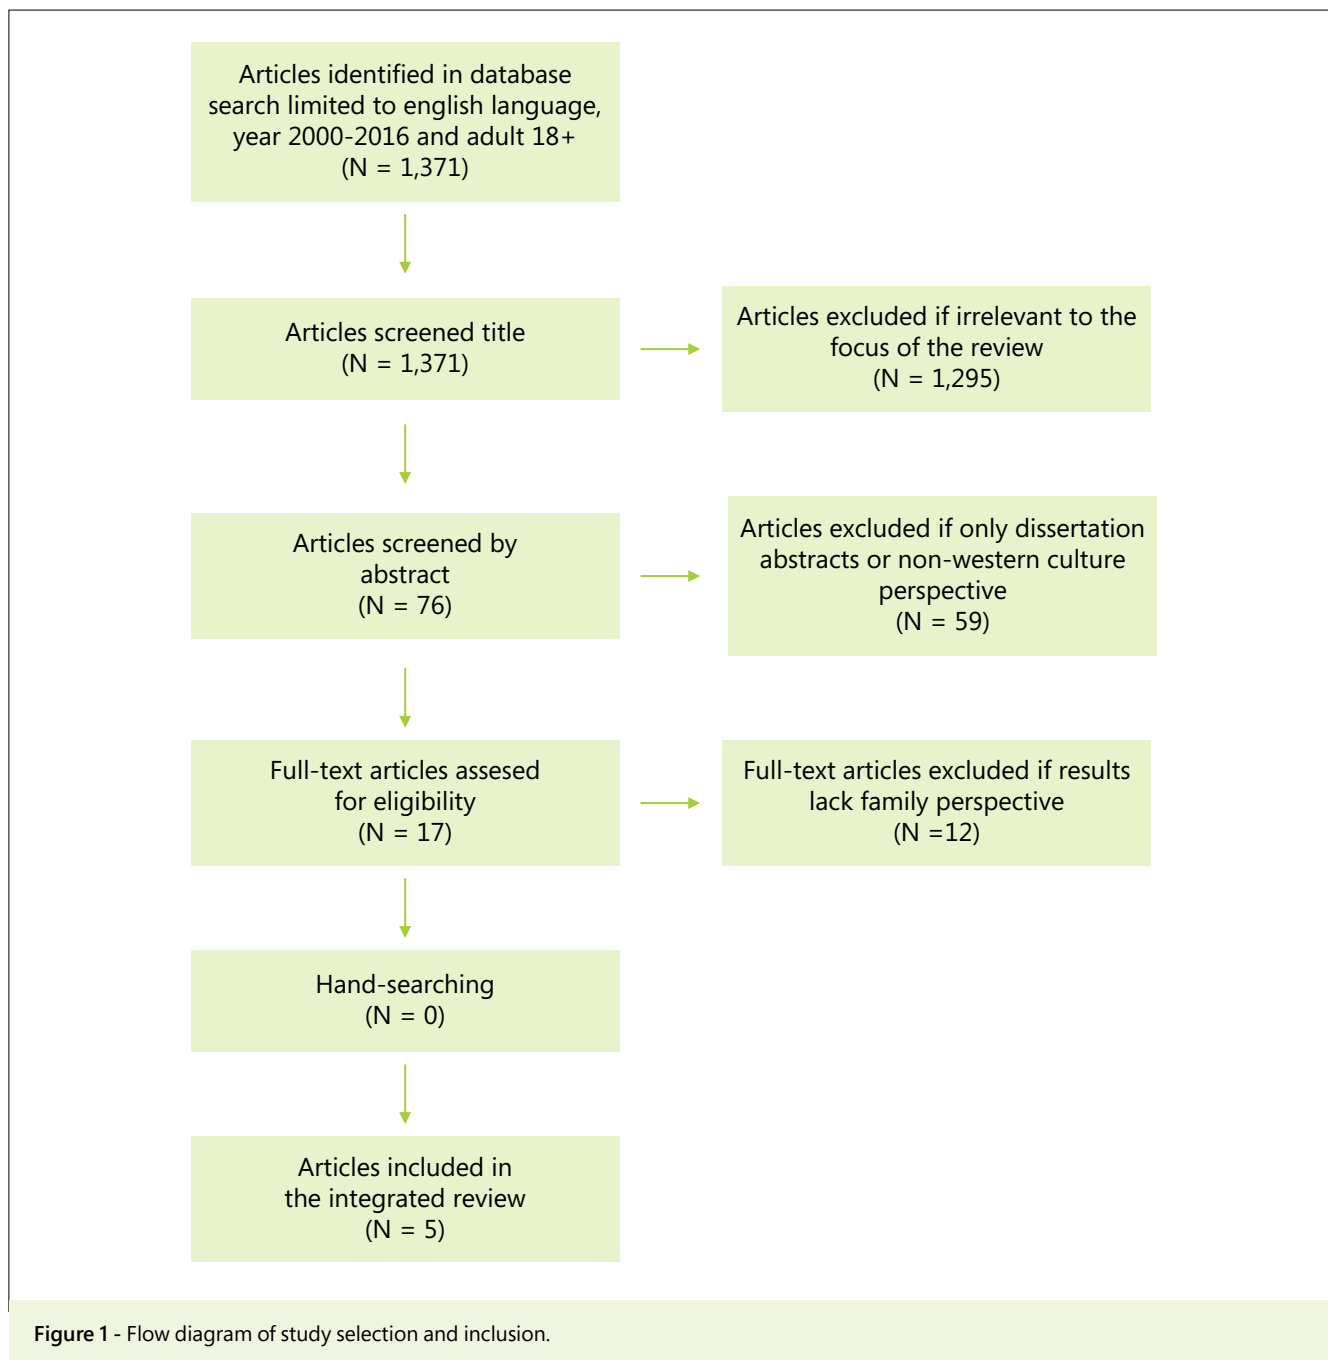 Articles identified in database
search limited to english language,
year 2000-2016 and adult 18+
(N = 1,371)
Articles screened title
(N = 1,371)
Articles excluded if irrelevant to the
focus of the review
(N = 1,295)
Articles screened by
abstract
(N = 76)
Articles excluded if only dissertation
abstracts or non-western culture
perspective
(N = 59)
Full-text articles assesed
for eligibility
(N = 17)
Full-text articles excluded if results
lack family perspective
(N =12)
Hand-searching
(N = 0)
Articles included in
the integrated review
(N = 5)
Figure 1 - Flow diagram of study selection and inclusion.